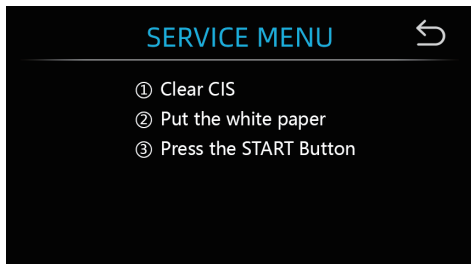 SERVICE MENU
① Clear CIS
② Put the white paper
③ Press the START Button